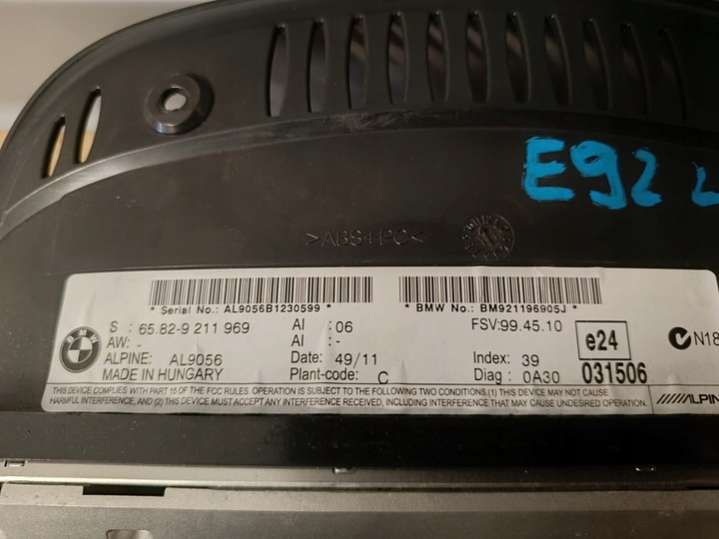 E92 L
>ABS+PC<
* Serial No.: AL9056B1230599 *
* BMW No.: BM921196905J *
S : 65.82-9 211 969 AI :06 FSV:99.45.10
AW: - AI :- e24 N18
ALPINE: AL9056 Date: 49/11 Index: 39
MADE IN HUNGARY Plant-code: C Diag : 0A30 031506
THIS DEVICE COMPLIES WITH PART 15 OF THE FCC RULES. OPERATION IS SUBJECT TO THE FOLLOWING TWO CONDITIONS.(1) THIS DEVICE MAY NOT CAUSE
HARMFUL INTERFERENCE, AND (2) THIS DEVICE MUST ACCEPT ANY INTERFERENCE RECEIVED, INCLUDING INTERFERENCE THAT MAY CAUSE UNDESIRED OPERATION.
ALPIN